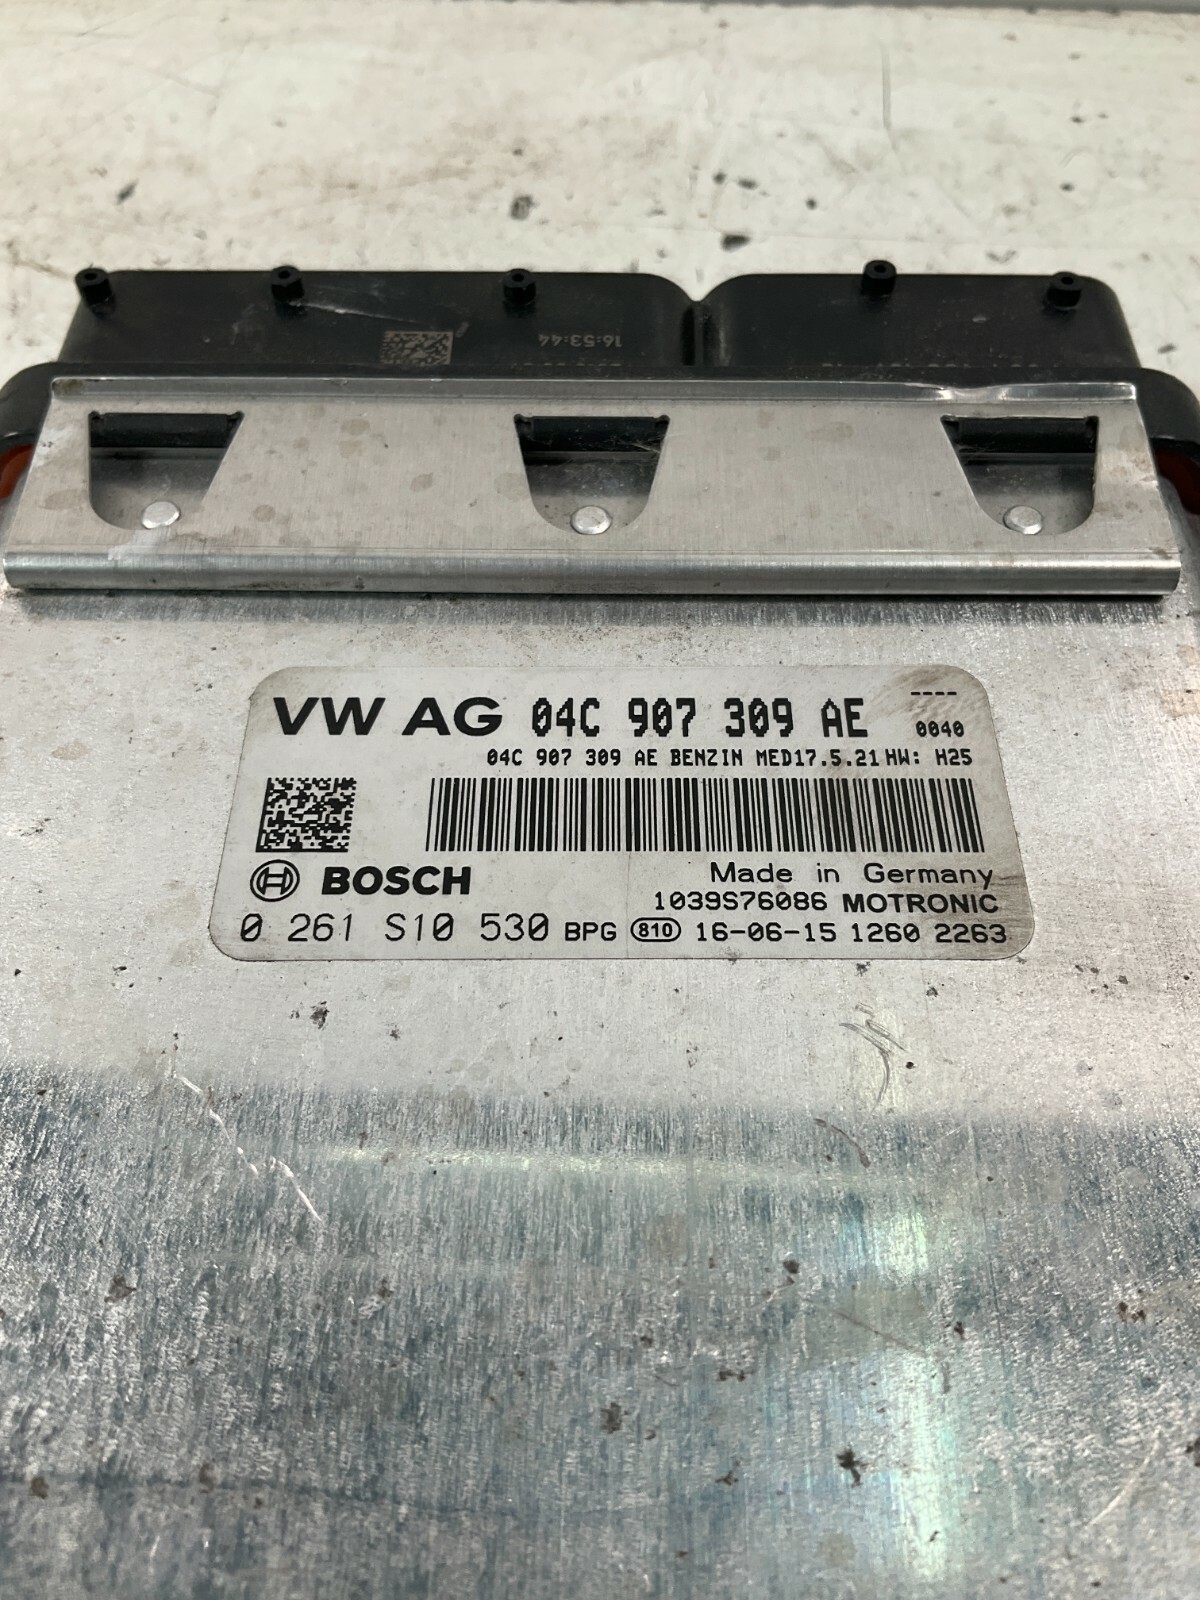 16:53:44
VW AG 04C 907 309 AE ----
0040
04C 907 309 AE BENZIN MED17.5.21 HW: H25
BOSCH Made in Germany
1039S76086 MOTRONIC
0 261 S10 530 BPG 810 16-06-15 1260 2263